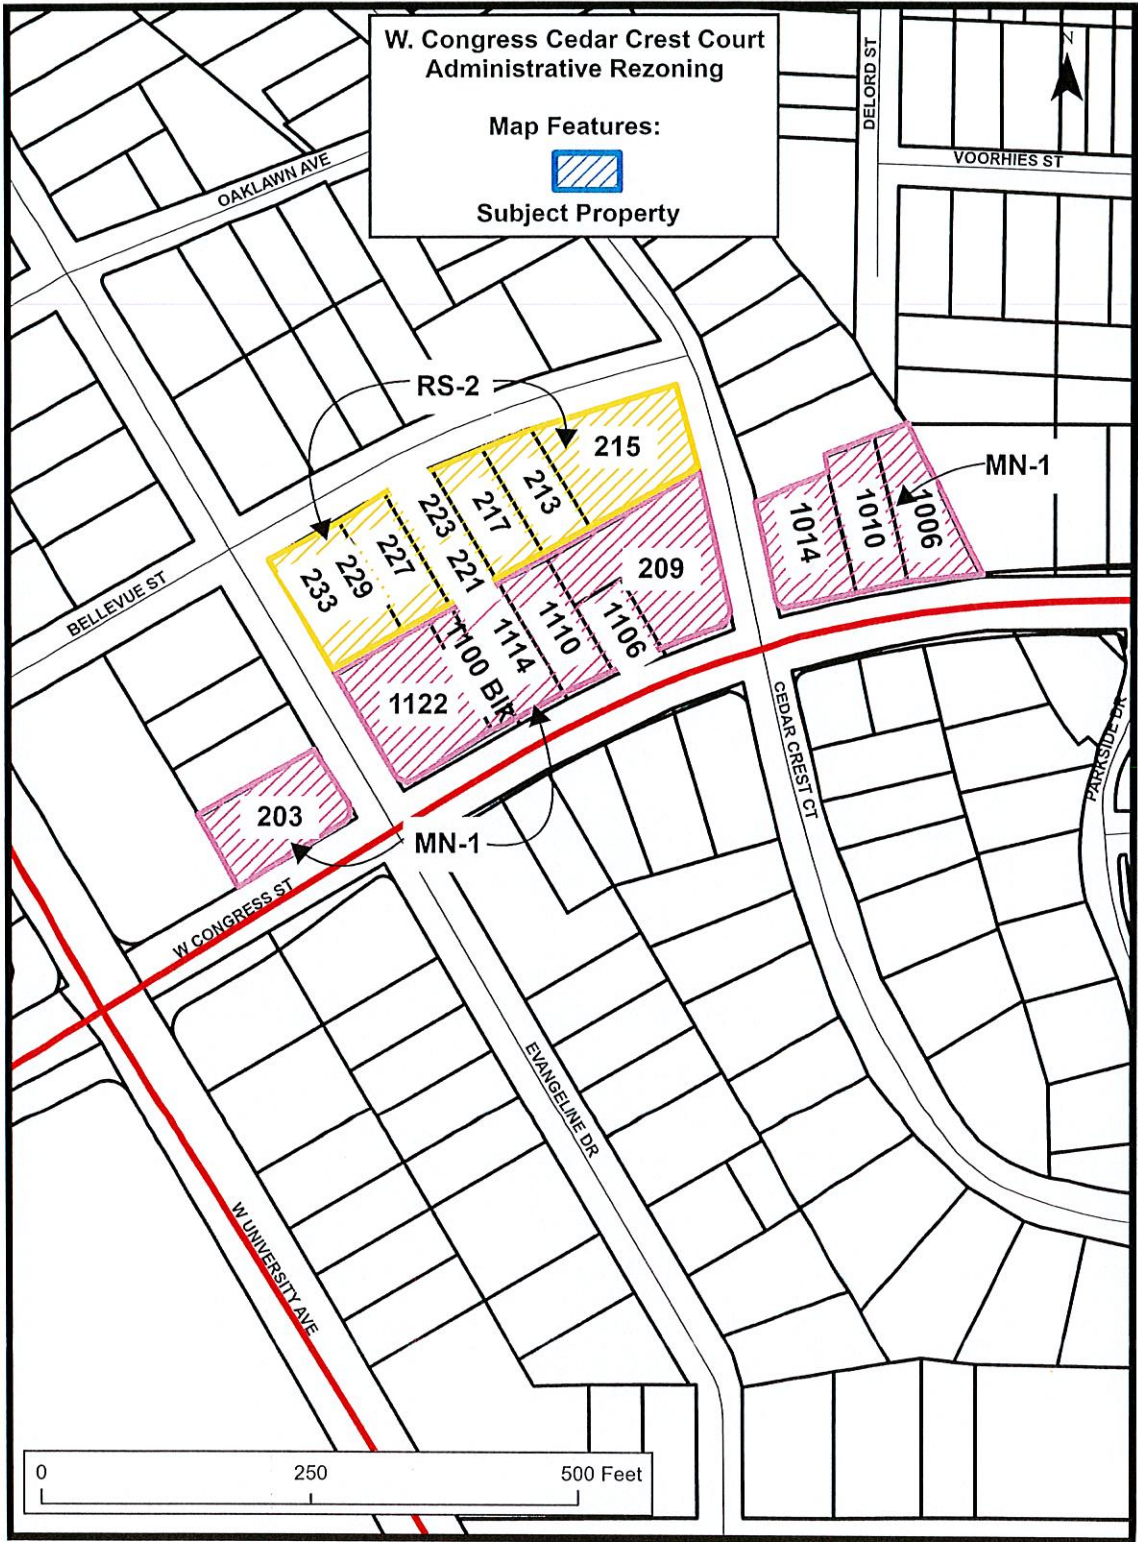 W. Congress Cedar Crest Court
Administrative Rezoning
Map Features:
Subject Property
N
DELORD ST
VOORHIES ST
OAKLAWN AVE
RS-2
215
213
217
223
221
227
229
233
BELLEVUE ST
MN-1
1014
1010
1006
209
1106
1110
1114
1100 BIR
1122
203
MN-1
W CONGRESS ST
CEDAR CREST CT
PARKSIDE DR
EVANGELINE DR
W UNIVERSITY AVE
0 250 500 Feet